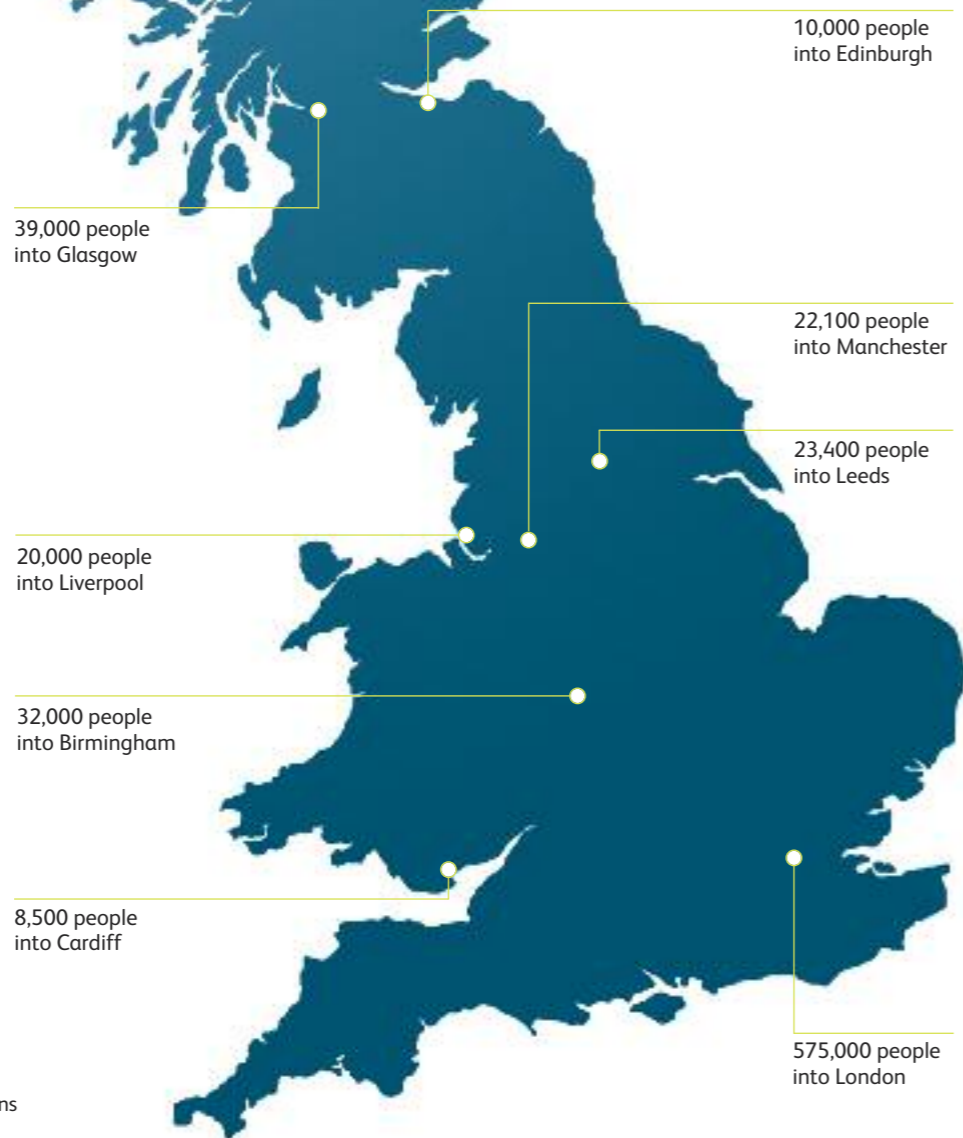 10,000 people
into Edinburgh
39,000 people
into Glasgow
22,100 people
into Manchester
23,400 people
into Leeds
20,000 people
into Liverpool
32,000 people
into Birmingham
8,500 people
into Cardiff
575,000 people
into London
ns